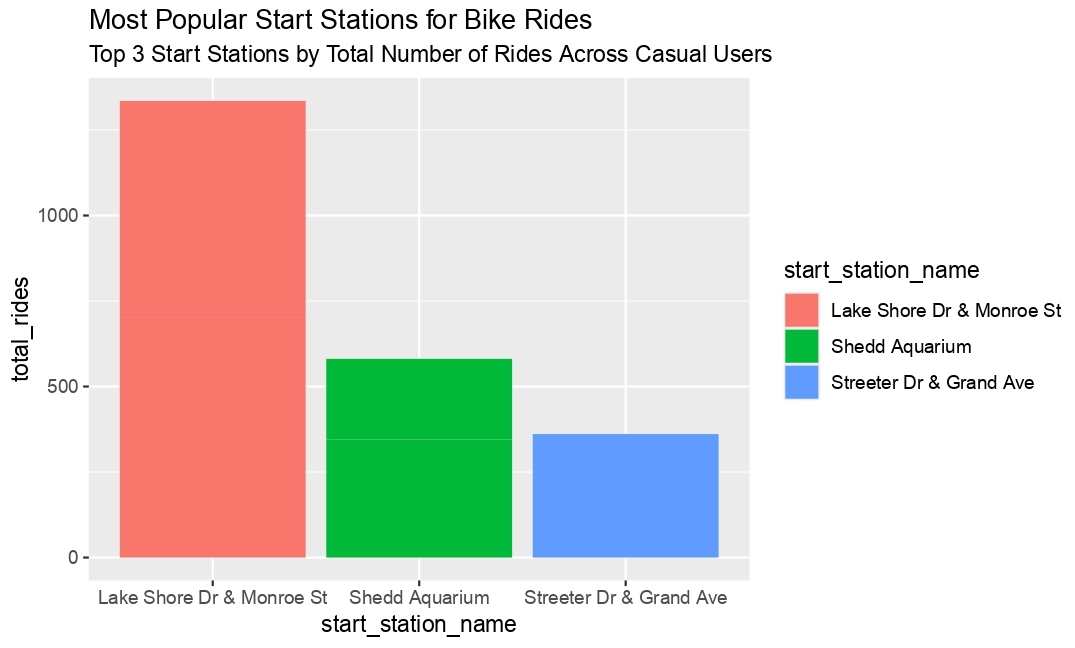 Most Popular Start Stations for Bike Rides
Top 3 Start Stations by Total Number of Rides Across Casual Users
total_rides
1000
500
0
Lake Shore Dr & Monroe St
Shedd Aquarium
Streeter Dr & Grand Ave
start_station_name
start_station_name
Lake Shore Dr & Monroe St
Shedd Aquarium
Streeter Dr & Grand Ave